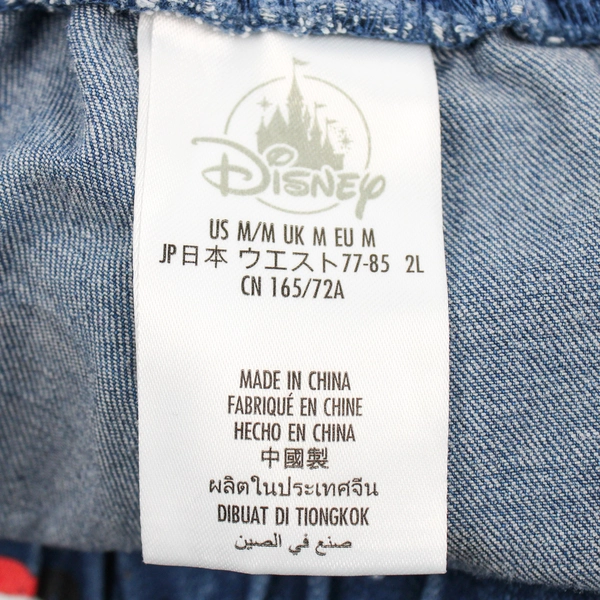 Disney
US M/M UK M EU M
JP日本 ウエスト77-85 2L
CN 165/72A
MADE IN CHINA
FABRIQUÉ EN CHINE
HECHO EN CHINA
中國製
ผลิตในประเทศจีน
DIBUAT DI TIONGKOK
صنع في الصين